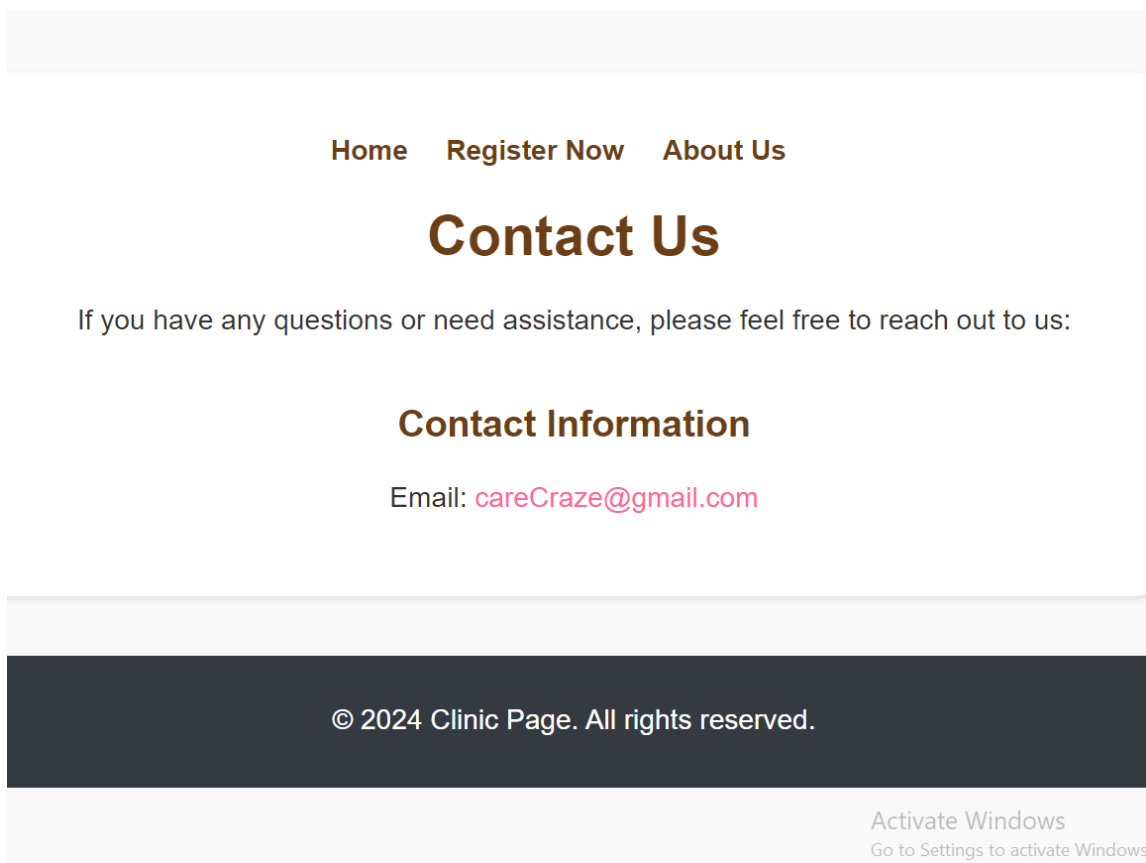 Home Register Now About Us
Contact Us
If you have any questions or need assistance, please feel free to reach out to us:
Contact Information
Email: careCraze@gmail.com
© 2024 Clinic Page. All rights reserved.
Activate Windows
Go to Settings to activate Windows